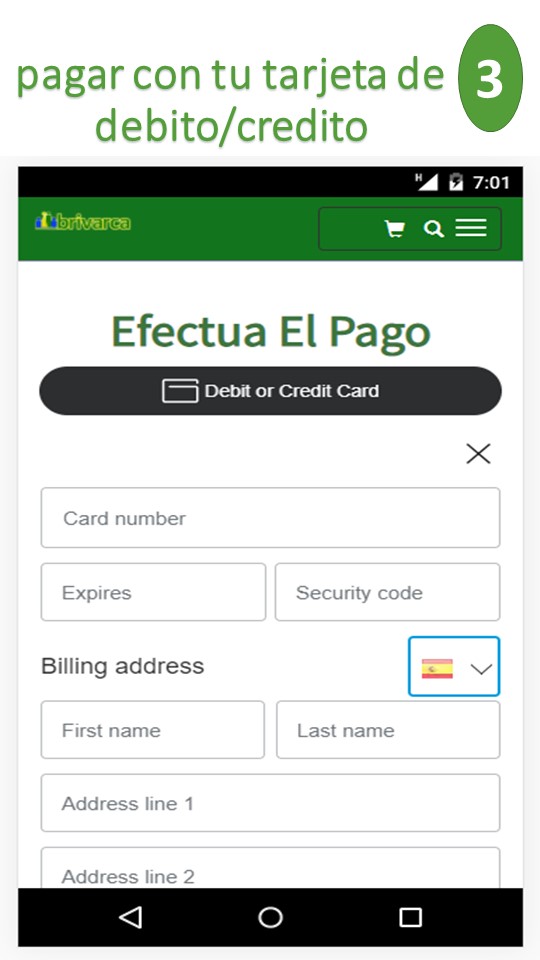 pagar con tu tarjeta de
debito/credito
3
H 7:01
brivarca
Efectua El Pago
Debit or Credit Card
Card number
Expires Security code
Billing address
First name Last name
Address line 1
Address line 2